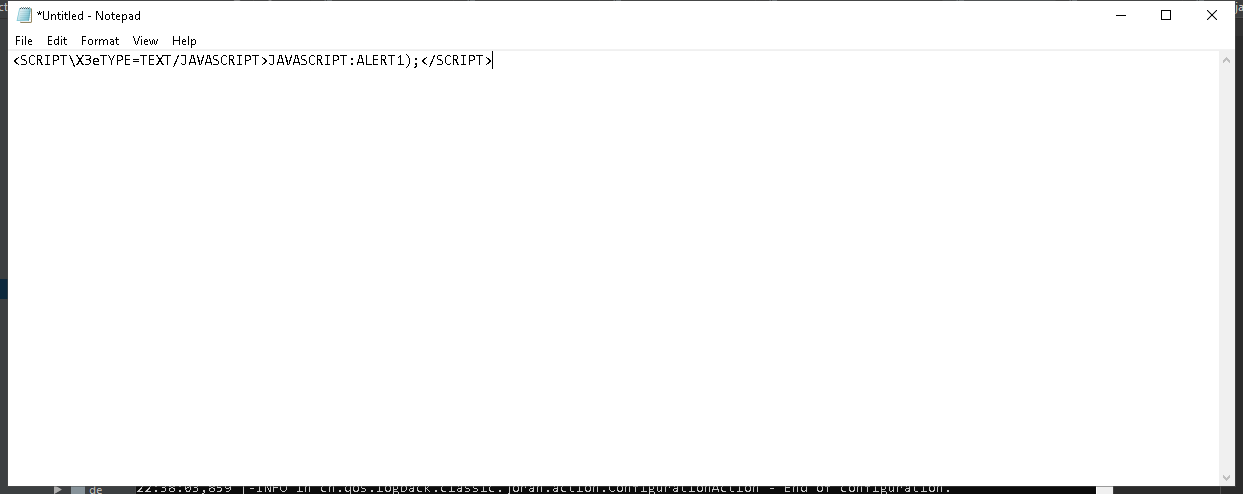 *Untitled - Notepad
File Edit Format View Help
<SCRIPT\X3eTYPE=TEXT/JAVASCRIPT>JAVASCRIPT:ALERT1);</SCRIPT>
de 22:38:03,859 |-INFO in ch.qos.logback.classic.joran.action.ConfigurationAction - End of configuration.